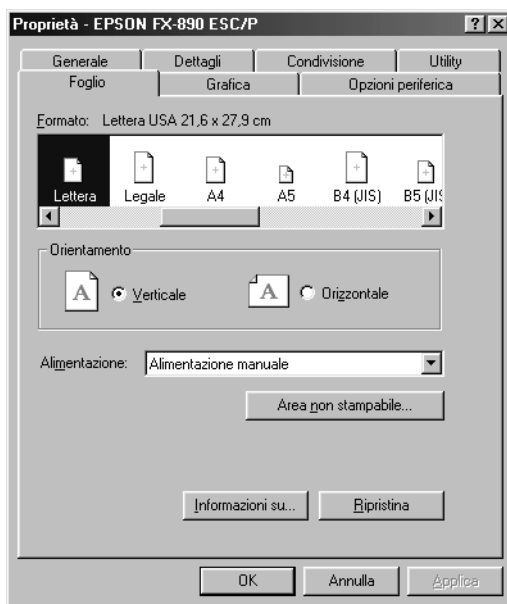 Proprietà - EPSON FX-890 ESC/P
Generale Dettagli Condivisione Utility
Foglio Grafica Opzioni periferica
Formato: Lettera USA 21,6 x 27,9 cm
Lettera Legale A4 A5 B4 (JIS) B5 (JIS
Orientamento
A Verticale A Orizzontale
Alimentazione: Alimentazione manuale
Area non stampabile...
Informazioni su... Ripristina
OK Annulla Applica